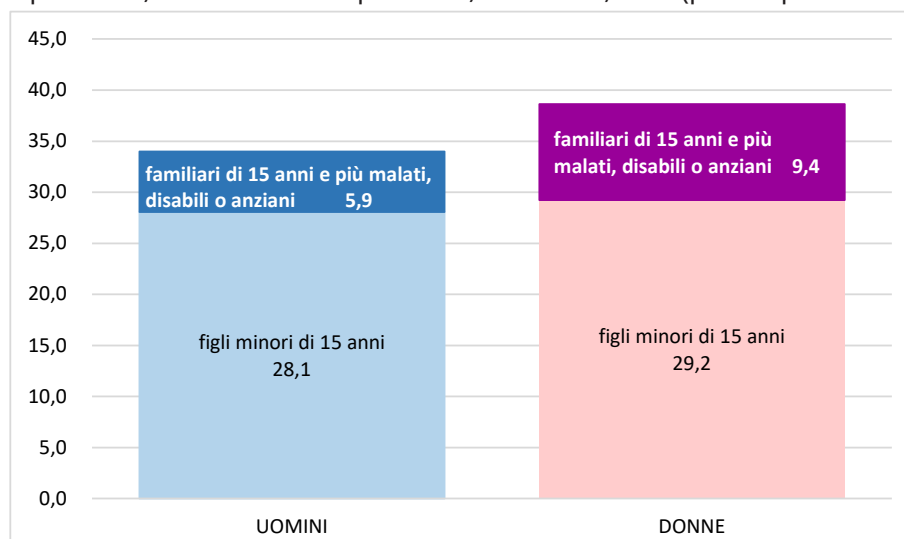 45,0
40,0
35,0
30,0
25,0
20,0
15,0
10,0
5,0
0,0
familiari di 15 anni e più malati,
disabili o anziani 5,9
figli minori di 15 anni
28,1
familiari di 15 anni e più
malati, disabili o anziani 9,4
figli minori di 15 anni
29,2
UOMINI
DONNE